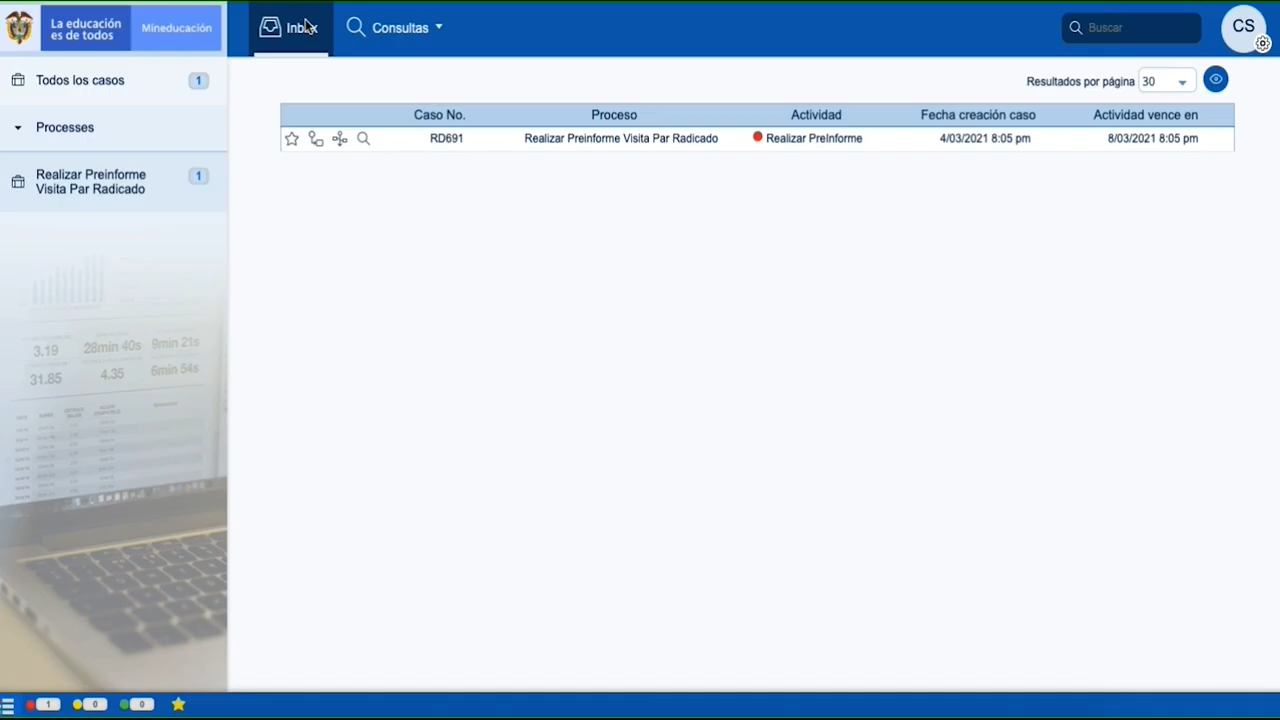 La educación
es de todos
Mineducación
Inbox
Consultas
Buscar
CS
Todos los casos
1
Processes
Realizar Preinforme
Visita Par Radicado
1
Resultados por página
30
Caso No.
Proceso
Actividad
Fecha creación caso
Actividad vence en
RD691
Realizar Preinforme Visita Par Radicado
Realizar PreInforme
4/03/2021 8:05 pm
8/03/2021 8:05 pm
3.19
28min 40s
9min 21s
31.85
4.35
6min 54s
1
0
0